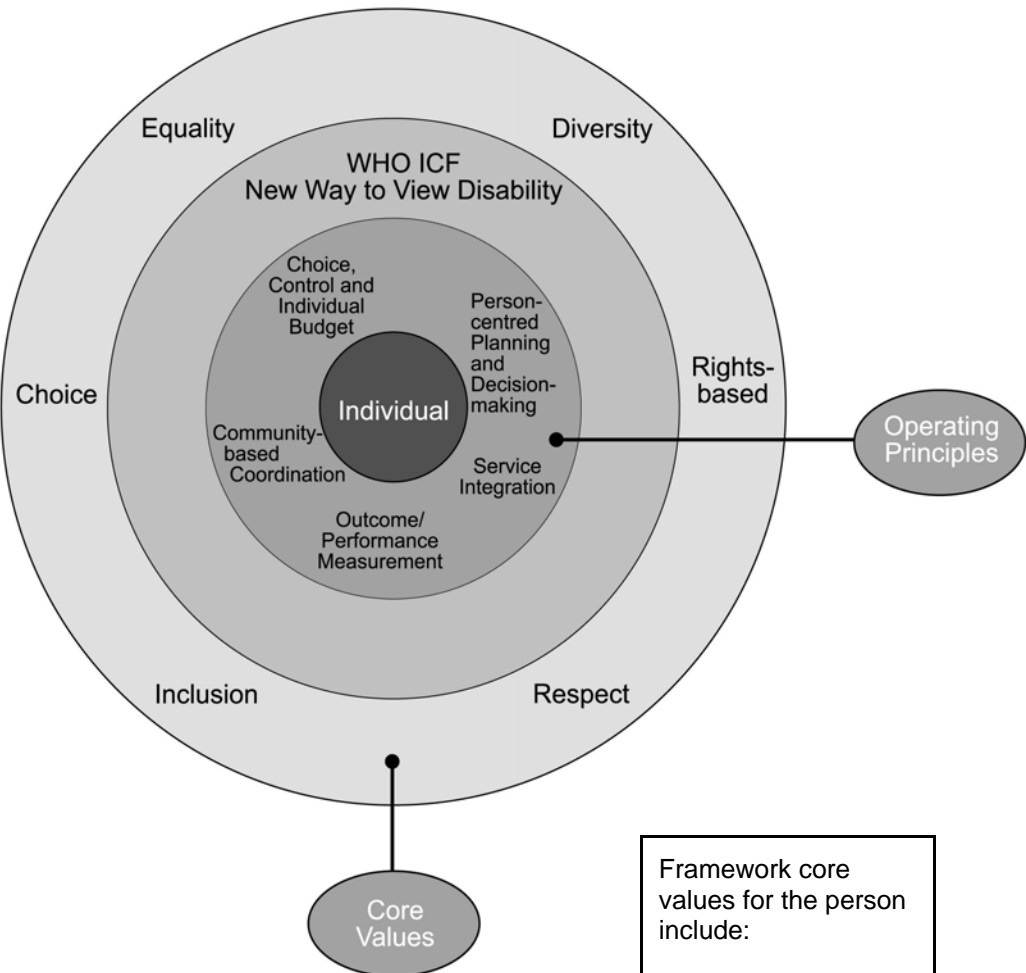 Equality
Diversity
WHO ICF
New Way to View Disability
Choice,
Control and
Individual
Budget
Person-
centred
Planning
and
Decision-
making
Choice
Individual
Rights-
based
Operating
Principles
Community-
based
Coordination
Service
Integration
Outcome/
Performance
Measurement
Inclusion
Respect
Core
Values
Framework core
values for the person
include: